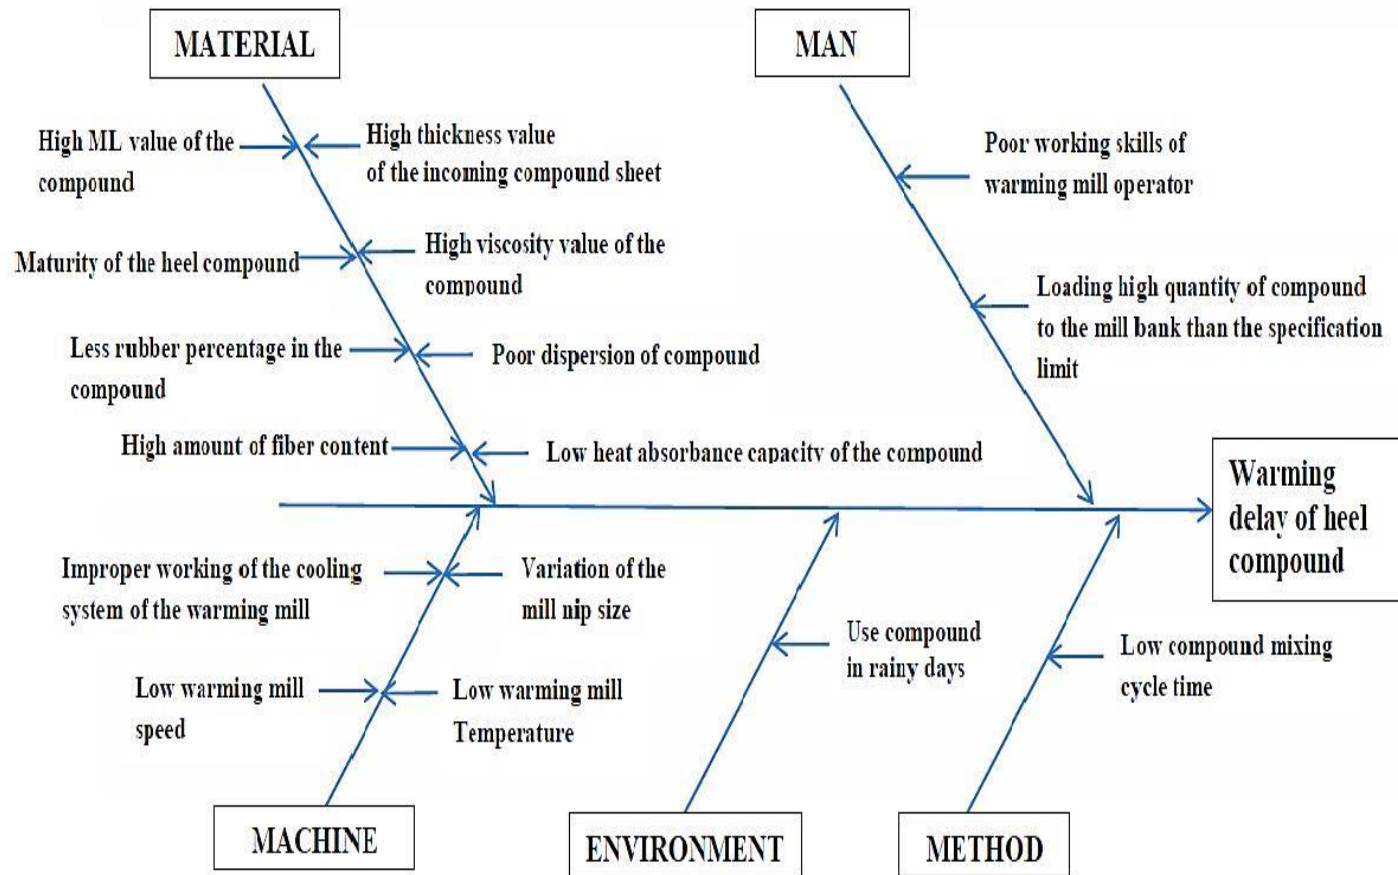 MATERIAL
MAN
High ML value of the
compound
High thickness value
of the incoming compound sheet
Poor working skills of
warming mill operator
Maturity of the heel compound
High viscosity value of the
compound
Loading high quantity of compound
to the mill bank than the specification
limit
Less rubber percentage in the
compound
Poor dispersion of compound
High amount of fiber content
Low heat absorbance capacity of the compound
Warming
delay of heel
compound
Improper working of the cooling
system of the warming mill
Variation of the
mill nip size
Use compound
in rainy days
Low compound mixing
cycle time
Low warming mill
speed
Low warming mill
Temperature
MACHINE
ENVIRONMENT
METHOD